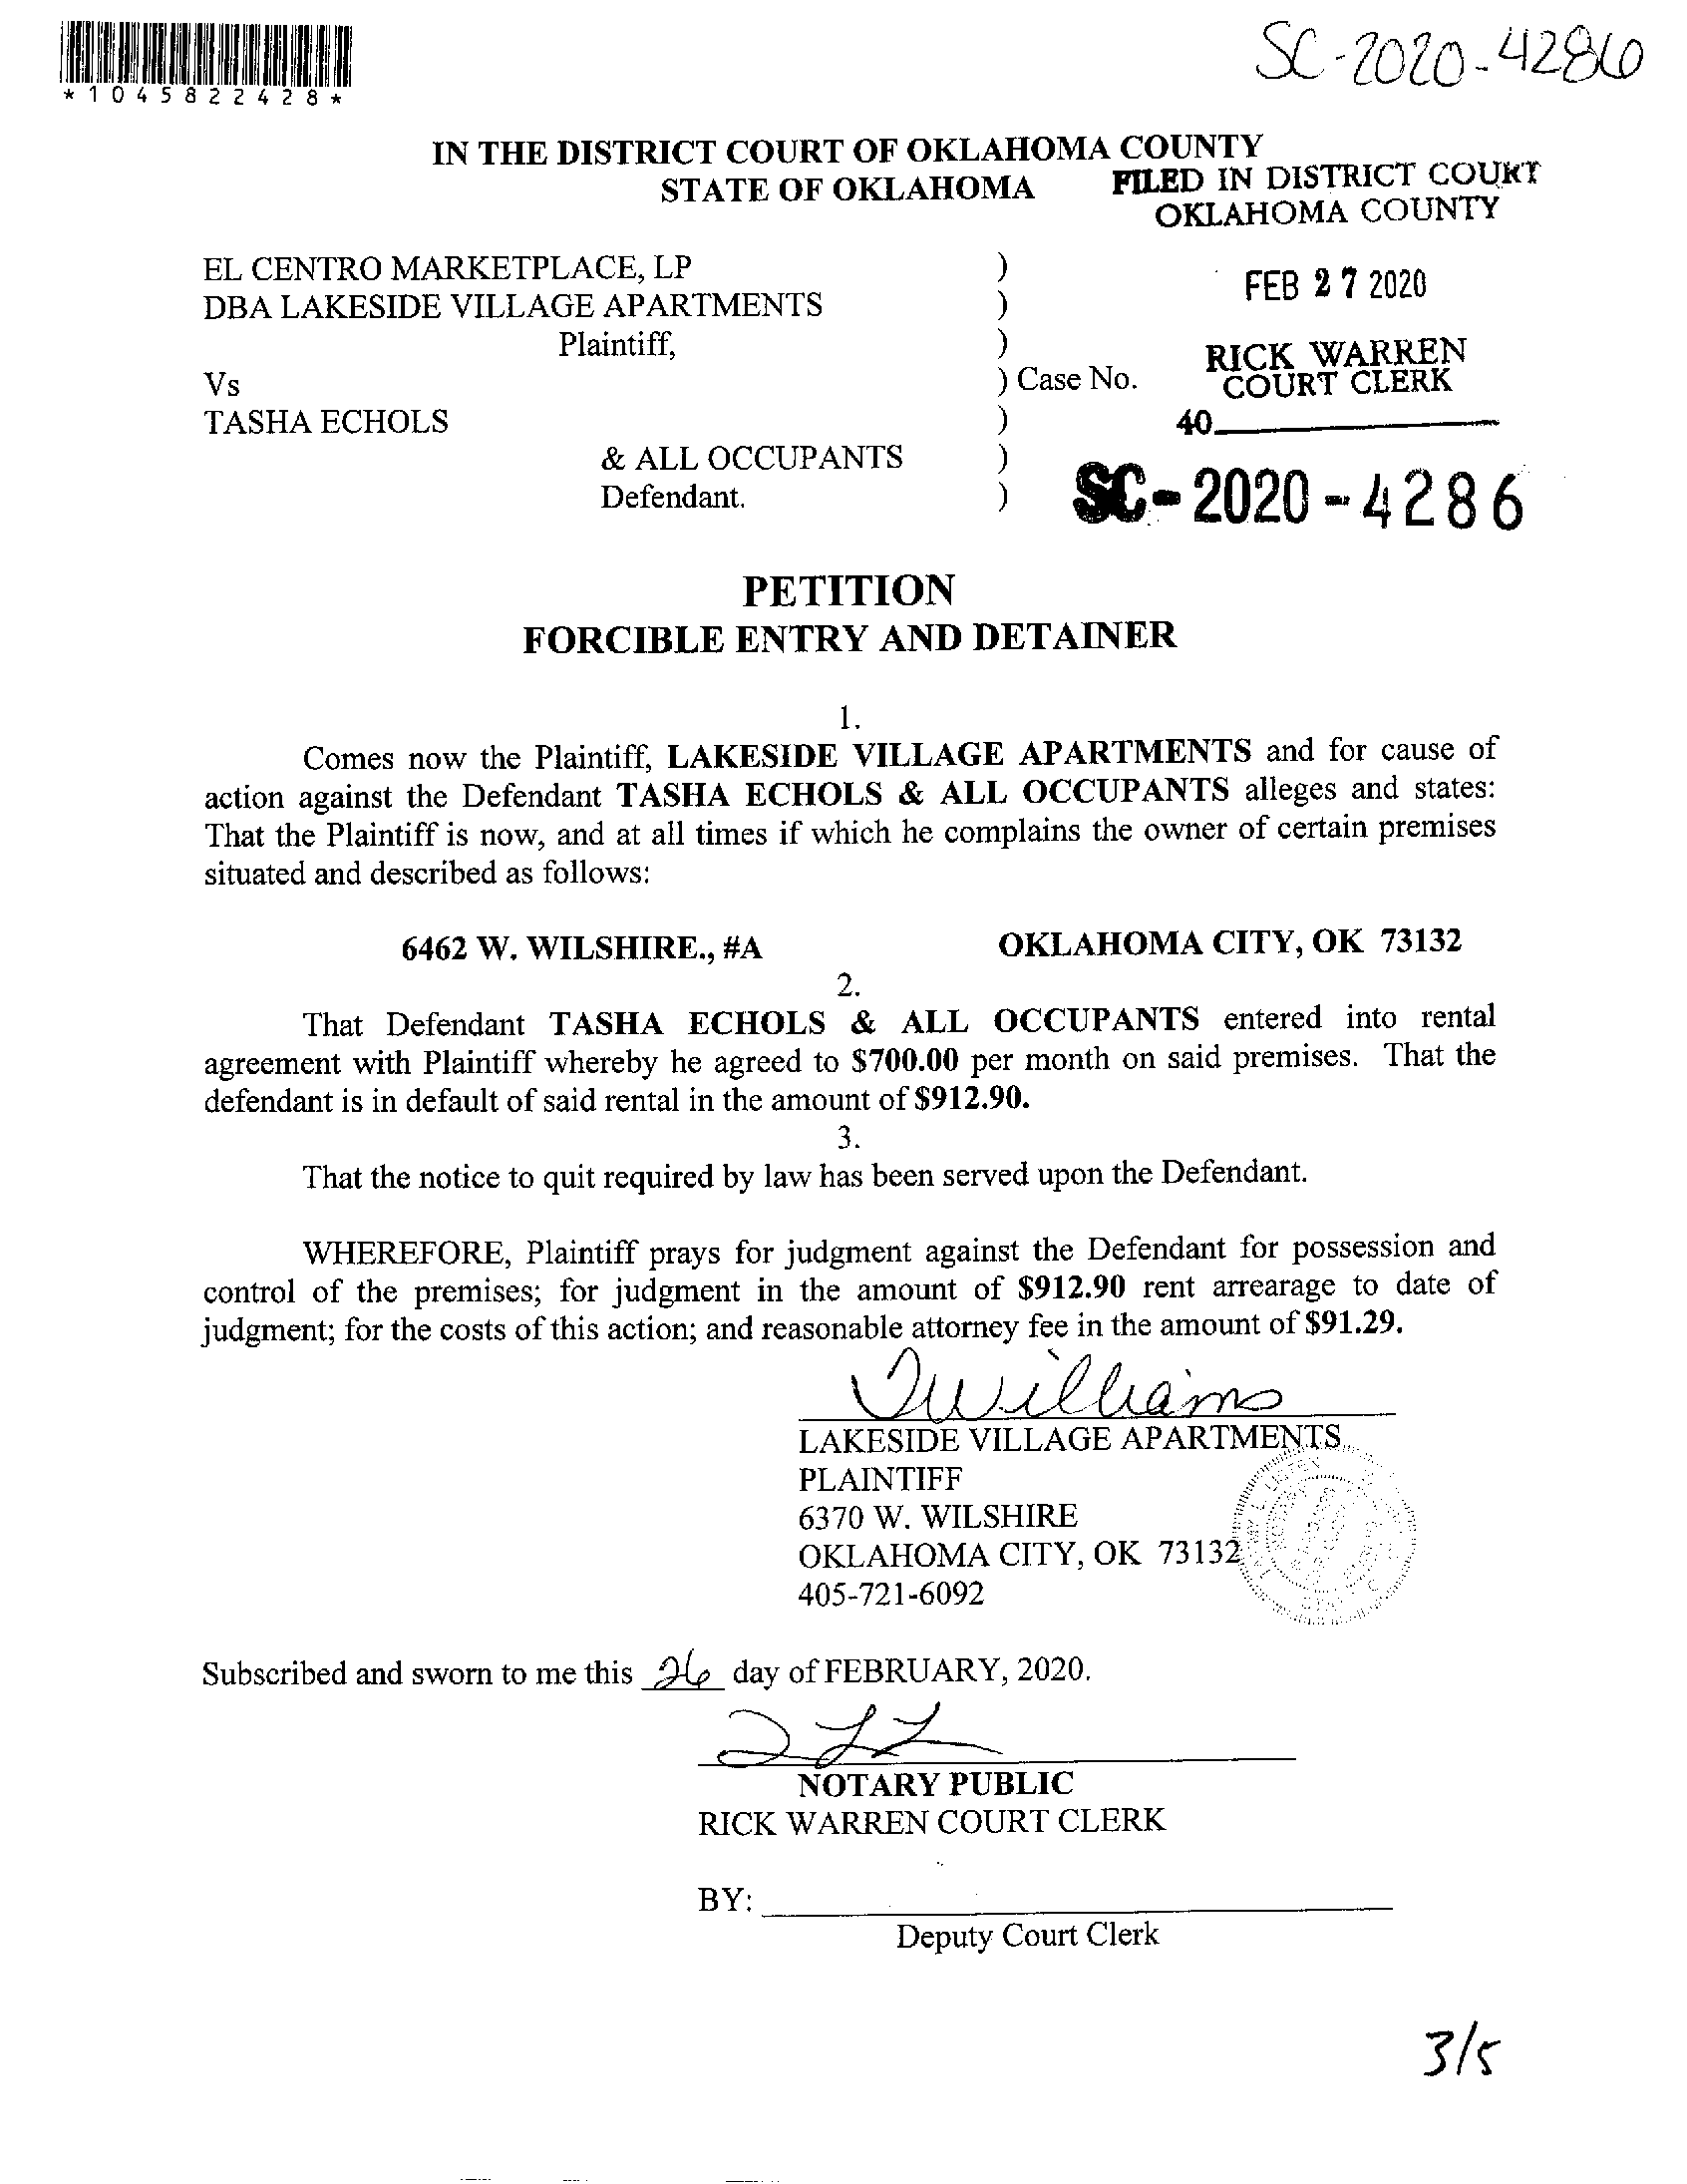 *1045822428*
SC-2020-4286
IN THE DISTRICT COURT OF OKLAHOMA COUNTY
STATE OF OKLAHOMA
FILED IN DISTRICT COURT
OKLAHOMA COUNTY
FEB 27 2020
RICK WARREN
COURT CLERK
40
SC-2020-4286
EL CENTRO MARKETPLACE, LP )
DBA LAKESIDE VILLAGE APARTMENTS )
Plaintiff, )
Vs ) Case No.
TASHA ECHOLS )
& ALL OCCUPANTS )
Defendant. )
PETITION
FORCIBLE ENTRY AND DETAINER
1.
Comes now the Plaintiff, LAKESIDE VILLAGE APARTMENTS and for cause of
action against the Defendant TASHA ECHOLS & ALL OCCUPANTS alleges and states:
That the Plaintiff is now, and at all times if which he complains the owner of certain premises
situated and described as follows:
6462 W. WILSHIRE., #A OKLAHOMA CITY, OK 73132
2.
That Defendant TASHA ECHOLS & ALL OCCUPANTS entered into rental
agreement with Plaintiff whereby he agreed to $700.00 per month on said premises. That the
defendant is in default of said rental in the amount of $912.90.
3.
That the notice to quit required by law has been served upon the Defendant.
WHEREFORE, Plaintiff prays for judgment against the Defendant for possession and
control of the premises; for judgment in the amount of $912.90 rent arrearage to date of
judgment; for the costs of this action; and reasonable attorney fee in the amount of $91.29.
TWilliams
LAKESIDE VILLAGE APARTMENTS
PLAINTIFF
6370 W. WILSHIRE
OKLAHOMA CITY, OK 73132
405-721-6092
Subscribed and sworn to me this 26 day of FEBRUARY, 2020.
NOTARY PUBLIC
RICK WARREN COURT CLERK
BY:
Deputy Court Clerk
3/5